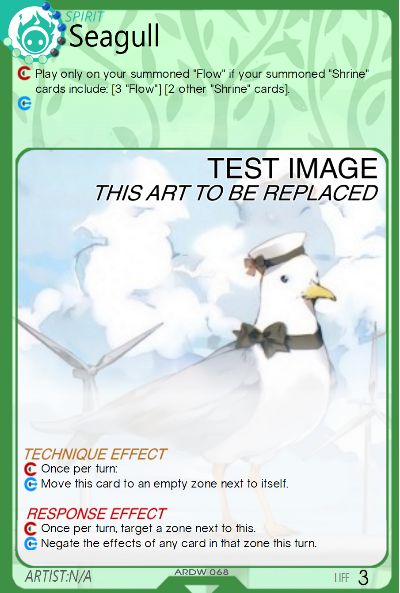 SPIRIT
Seagull
Play only on your summoned "Flow" if your summoned "Shrine"
cards include: [3 "Flow"] [2 other "Shrine" cards].
TEST IMAGE
THIS ART TO BE REPLACED
TECHNIQUE EFFECT
Once per turn:
Move this card to an empty zone next to itself.
RESPONSE EFFECT
Once per turn, target a zone next to this.
Negate the effects of any card in that zone this turn.
ARTIST:N/A
ARDW 068
LIFE 3